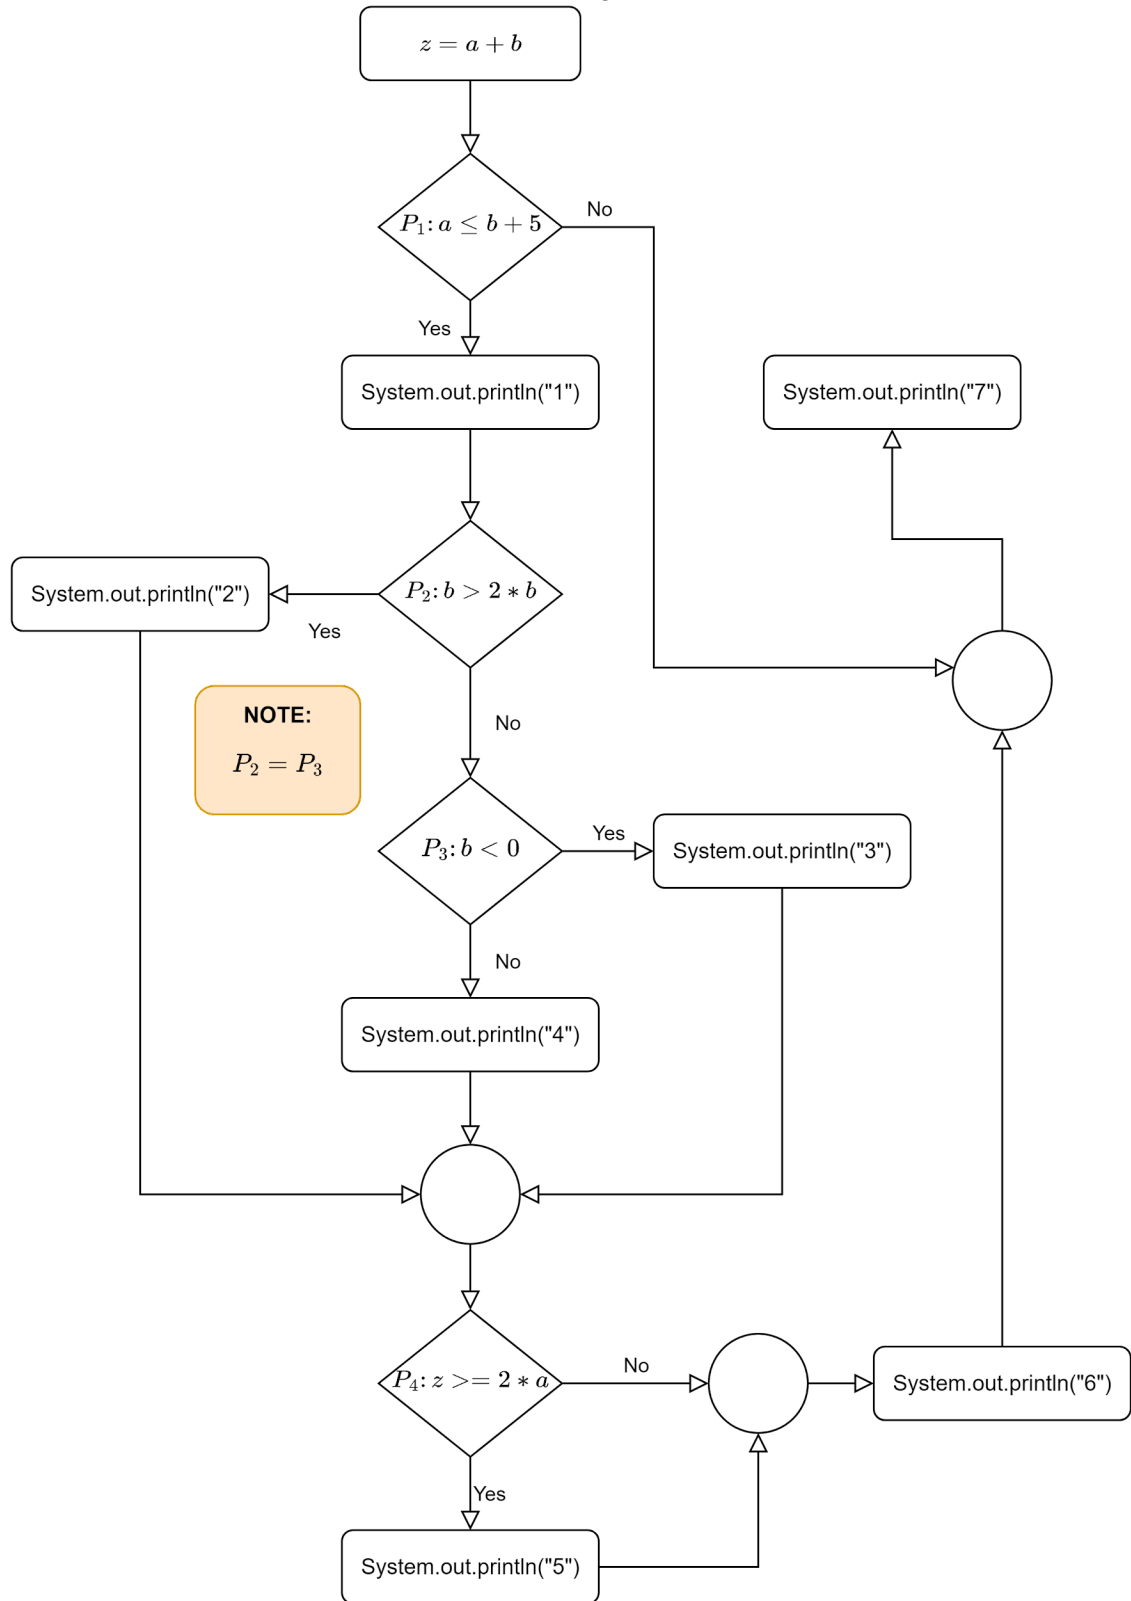 z = a + b
P₁: a ≤ b + 5
No
Yes
System.out.println("1")
System.out.println("7")
P₂: b > 2 * b
System.out.println("2")
Yes
NOTE:
P₂ = P₃
No
P₃: b < 0
Yes
System.out.println("3")
No
System.out.println("4")
P₄: z >= 2 * a
No
System.out.println("6")
Yes
System.out.println("5")